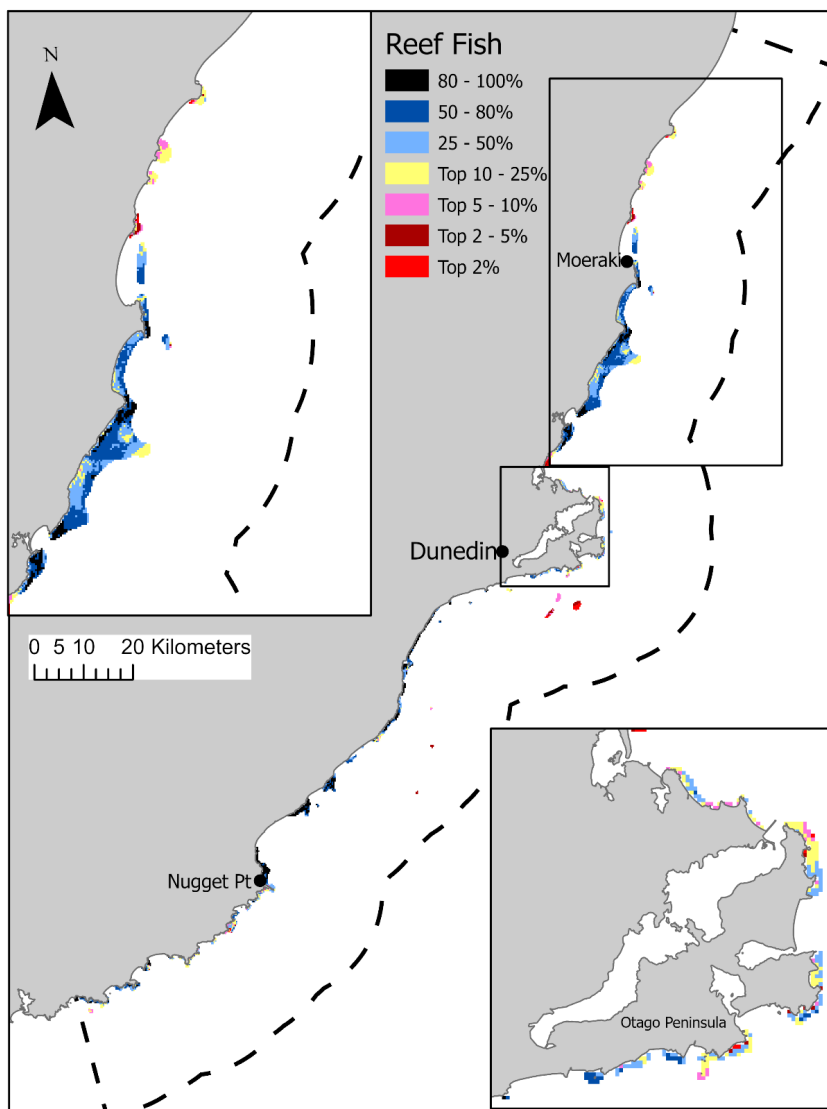 N
Reef Fish
80 - 100%
50 - 80%
25 - 50%
Top 10 - 25%
Top 5 - 10%
Top 2 - 5%
Top 2%
Moeraki
Dunedin
0 5 10 20 Kilometers
Nugget Pt
Otago Peninsula